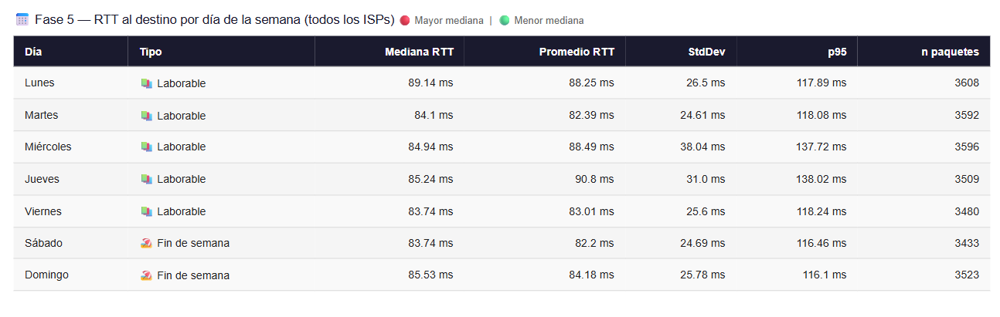 Fase 5 — RTT al destino por día de la semana (todos los ISPs) Mayor mediana | Menor mediana
Día Tipo Mediana RTT Promedio RTT StdDev p95 n paquetes
Lunes Laborable 89.14 ms 88.25 ms 26.5 ms 117.89 ms 3608
Martes Laborable 84.1 ms 82.39 ms 24.61 ms 118.08 ms 3592
Miércoles Laborable 84.94 ms 88.49 ms 38.04 ms 137.72 ms 3596
Jueves Laborable 85.24 ms 90.8 ms 31.0 ms 138.02 ms 3509
Viernes Laborable 83.74 ms 83.01 ms 25.6 ms 118.24 ms 3480
Sábado Fin de semana 83.74 ms 82.2 ms 24.69 ms 116.46 ms 3433
Domingo Fin de semana 85.53 ms 84.18 ms 25.78 ms 116.1 ms 3523